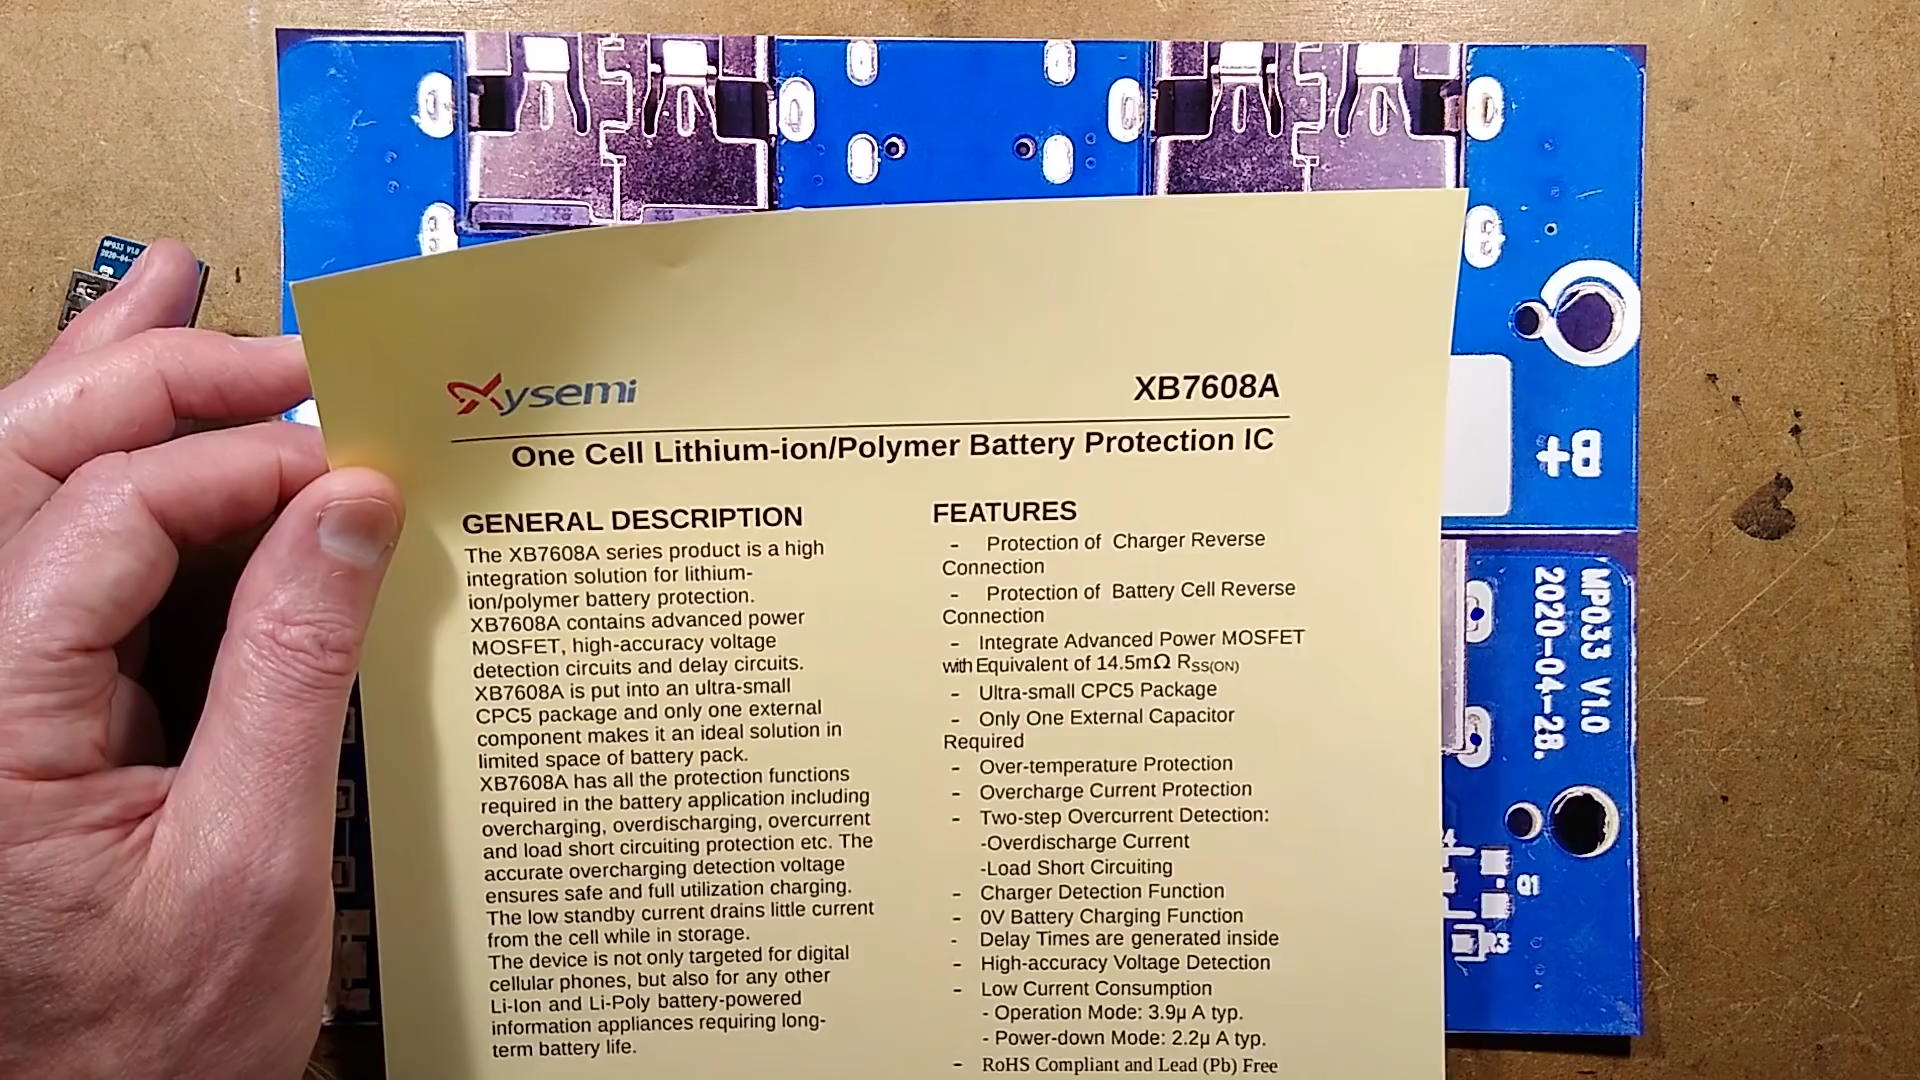 MP033 V1.0
Xysemi
XB7608A
One Cell Lithium-ion/Polymer Battery Protection IC
GENERAL DESCRIPTION
The XB7608A series product is a high
integration solution for lithium-
ion/polymer battery protection.
XB7608A contains advanced power
MOSFET, high-accuracy voltage
detection circuits and delay circuits.
XB7608A is put into an ultra-small
CPC5 package and only one external
component makes it an ideal solution in
limited space of battery pack.
XB7608A has all the protection functions
required in the battery application including
overcharging, overdischarging, overcurrent
and load short circuiting protection etc. The
accurate overcharging detection voltage
ensures safe and full utilization charging.
The low standby current drains little current
from the cell while in storage.
The device is not only targeted for digital
cellular phones, but also for any other
Li-Ion and Li-Poly battery-powered
information appliances requiring long-
term battery life.
FEATURES
- Protection of Charger Reverse
Connection
- Protection of Battery Cell Reverse
Connection
- Integrate Advanced Power MOSFET
with Equivalent of 14.5mΩ RSS(ON)
- Ultra-small CPC5 Package
- Only One External Capacitor
Required
- Over-temperature Protection
- Overcharge Current Protection
- Two-step Overcurrent Detection:
-Overdischarge Current
-Load Short Circuiting
- Charger Detection Function
- 0V Battery Charging Function
- Delay Times are generated inside
- High-accuracy Voltage Detection
- Low Current Consumption
- Operation Mode: 3.9μ A typ.
- Power-down Mode: 2.2μ A typ.
- RoHS Compliant and Lead (Pb) Free
B+
MP033 V1.0
2020-04-28.
Q1
R3